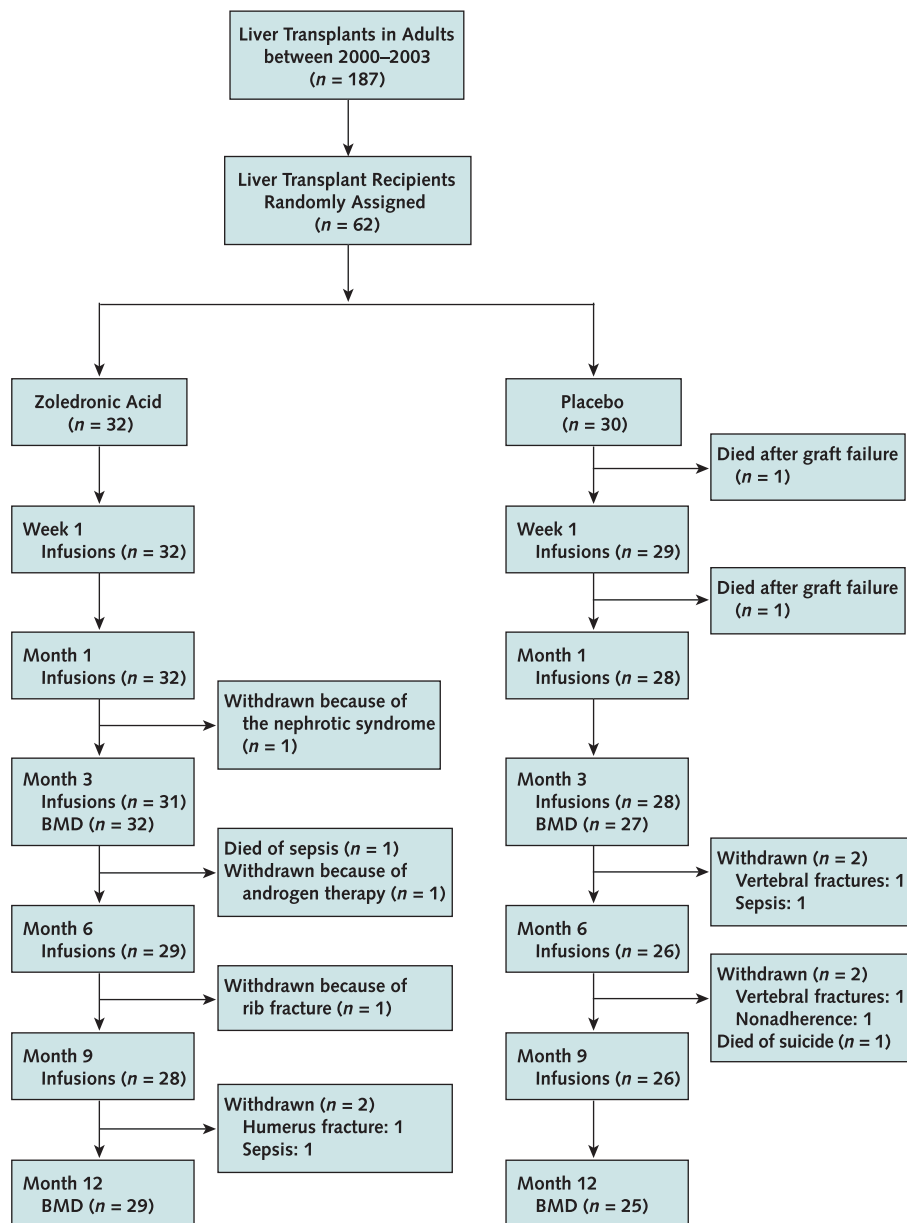 Liver Transplants in Adults
between 2000–2003
(n = 187)
Liver Transplant Recipients
Randomly Assigned
(n = 62)
Zoledronic Acid
(n = 32)
Week 1
Infusions (n = 32)
Month 1
Infusions (n = 32)
Withdrawn because of
the nephrotic syndrome
(n = 1)
Month 3
Infusions (n = 31)
BMD (n = 32)
Died of sepsis (n = 1)
Withdrawn because of
androgen therapy (n = 1)
Month 6
Infusions (n = 29)
Withdrawn because of
rib fracture (n = 1)
Month 9
Infusions (n = 28)
Withdrawn (n = 2)
Humerus fracture: 1
Sepsis: 1
Month 12
BMD (n = 29)
Placebo
(n = 30)
Died after graft failure
(n = 1)
Week 1
Infusions (n = 29)
Died after graft failure
(n = 1)
Month 1
Infusions (n = 28)
Month 3
Infusions (n = 28)
BMD (n = 27)
Withdrawn (n = 2)
Vertebral fractures: 1
Sepsis: 1
Month 6
Infusions (n = 26)
Withdrawn (n = 2)
Vertebral fractures: 1
Nonadherence: 1
Died of suicide (n = 1)
Month 9
Infusions (n = 26)
Month 12
BMD (n = 25)